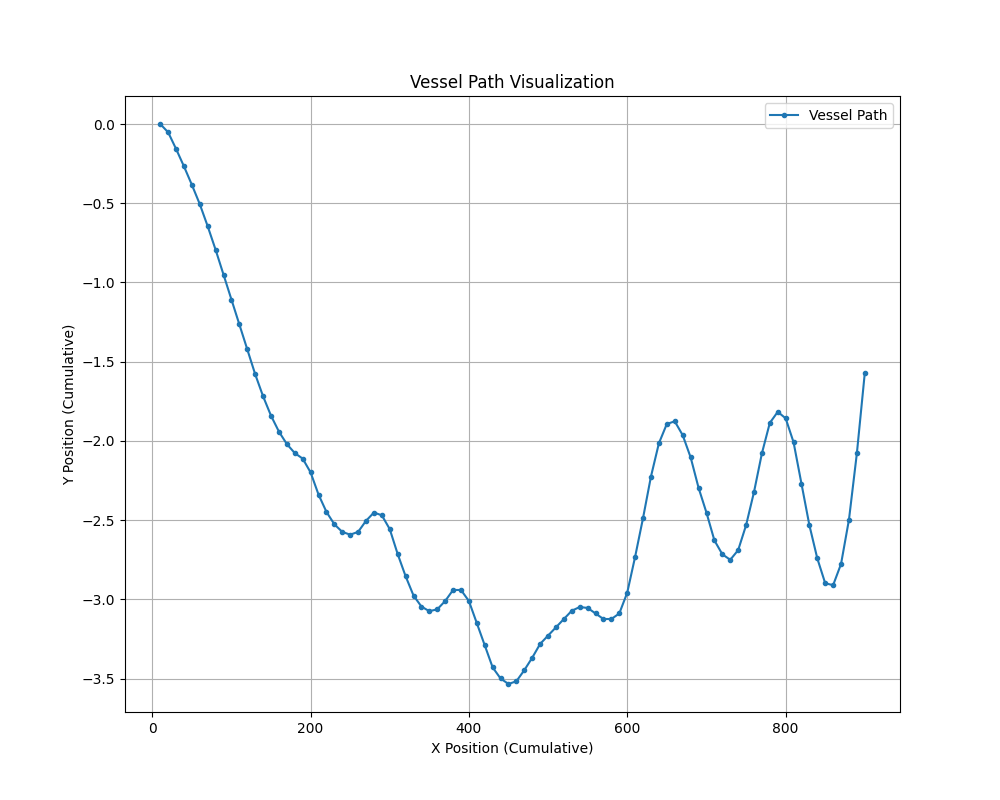 Vessel Path Visualization
Vessel Path
0.0
−0.5
−1.0
−1.5
−2.0
−2.5
−3.0
−3.5
Y Position (Cumulative)
0 200 400 600 800
X Position (Cumulative)